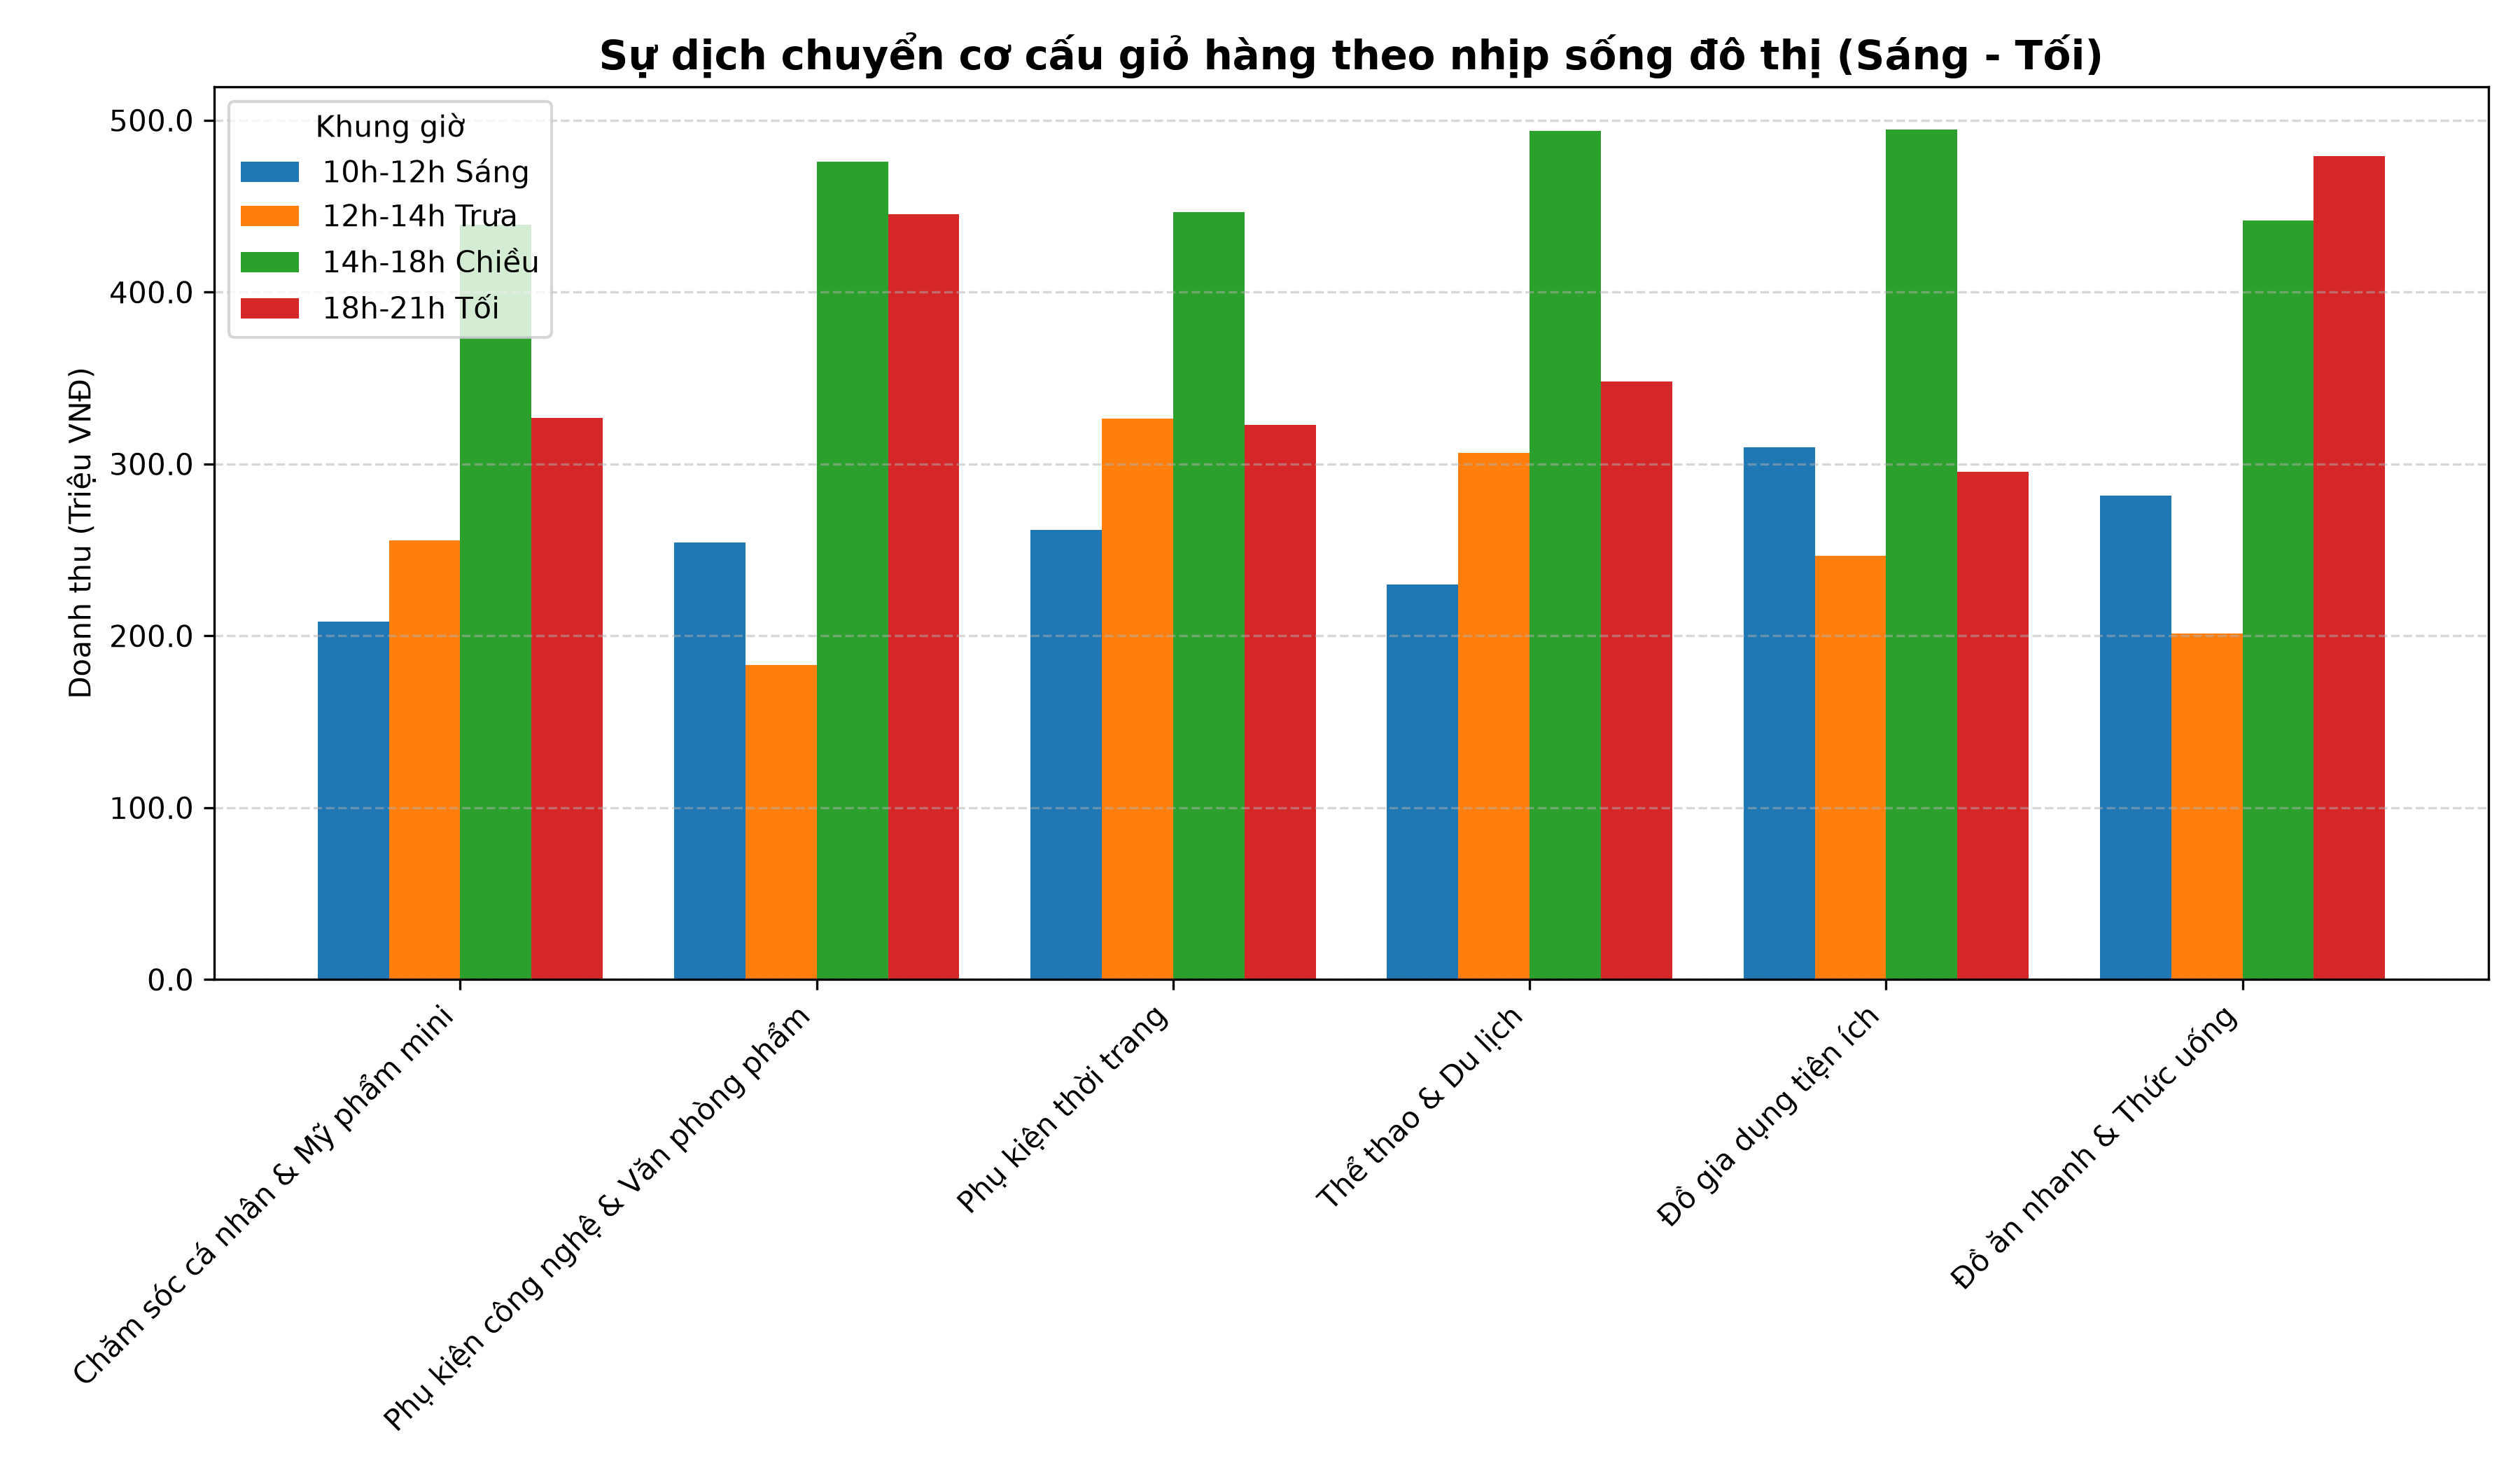 Sự dịch chuyển cơ cấu giỏ hàng theo nhịp sống đô thị (Sáng - Tối)
Khung giờ
10h-12h Sáng
12h-14h Trưa
14h-18h Chiều
18h-21h Tối
Doanh thu (Triệu VNĐ)
500.0
400.0
300.0
200.0
100.0
0.0
Chăm sóc cá nhân & Mỹ phẩm mini
Phụ kiện công nghệ & Văn phòng phẩm
Phụ kiện thời trang
Thể thao & Du lịch
Đồ gia dụng tiện ích
Đồ ăn nhanh & Thức uống